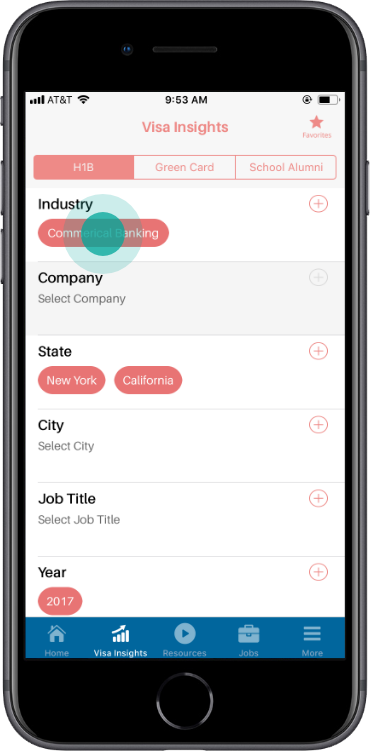 AT&T 9:53 AM
Visa Insights
Favorites
H1B Green Card School Alumni
Industry
Commerical Banking
Company
Select Company
State
New York California
City
Select City
Job Title
Select Job Title
Year
2017
Home Visa Insights Resources Jobs More